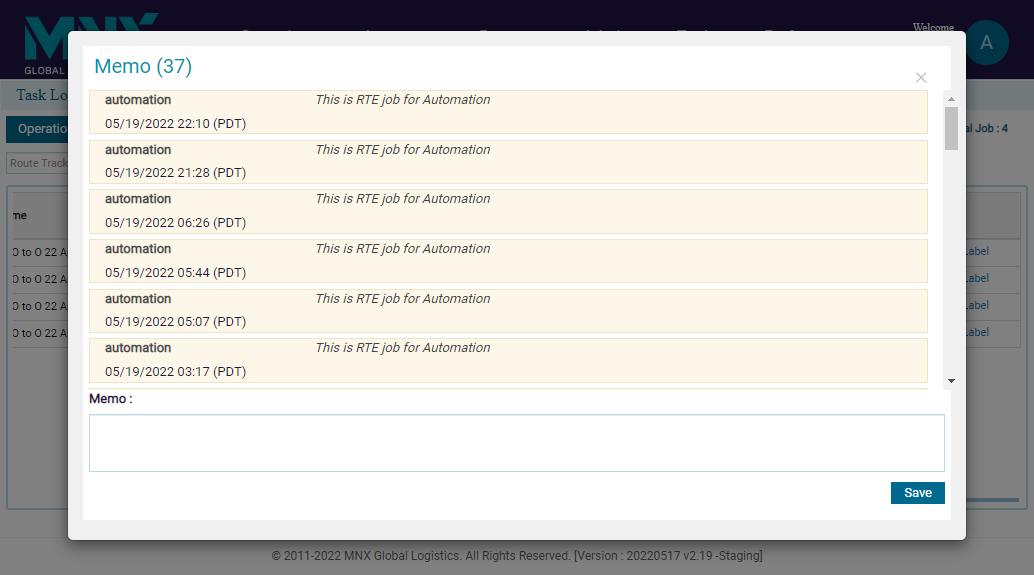 MNX
GLOBAL
Welcome
A
Memo (37)
×
Task Lo
automation This is RTE job for Automation
05/19/2022 22:10 (PDT)
Operatio
al Job : 4
automation This is RTE job for Automation
05/19/2022 21:28 (PDT)
Route Track
automation This is RTE job for Automation
05/19/2022 06:26 (PDT)
me
automation This is RTE job for Automation
05/19/2022 05:44 (PDT)
O to O 22 A
Label
O to O 22 A
Label
automation This is RTE job for Automation
05/19/2022 05:07 (PDT)
O to O 22 A
Label
O to O 22 A
Label
automation This is RTE job for Automation
05/19/2022 03:17 (PDT)
Memo :
Save
© 2011-2022 MNX Global Logistics. All Rights Reserved. [Version : 20220517 v2.19 -Staging]